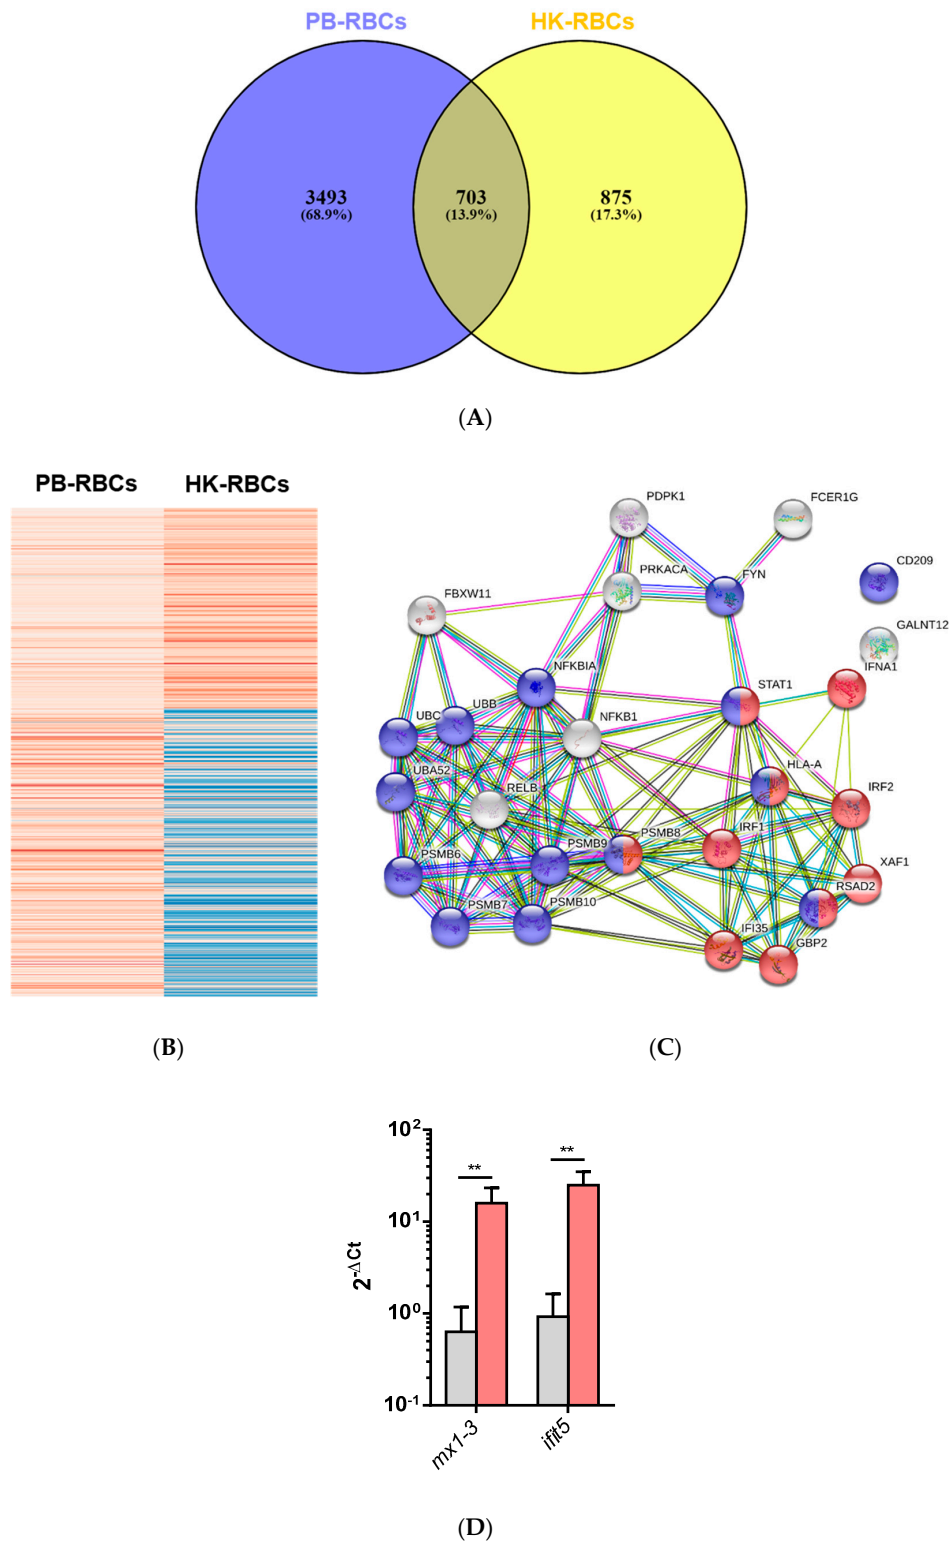 PB-RBCs HK-RBCs
3493 703 875
(68.9%) (13.9%) (17.3%)
(A)
PB-RBCs HK-RBCs
PDPK1
FCER1G
PRKACA
FYN
CD209
FBXW11
GALNT12
NFKBIA
IFNA1
STAT1
UBC
UBB
NFKB1
HLA-A
UBA52
RELB
IRF2
PSMB9
PSMB8
IRF1
PSMB6
XAF1
RSAD2
PSMB7
PSMB10
IFI35
GBP2
(B) (C)
10²
**
**
10¹
2^-ΔCt
10⁰
10⁻¹
mx1-3
ifit5
(D)